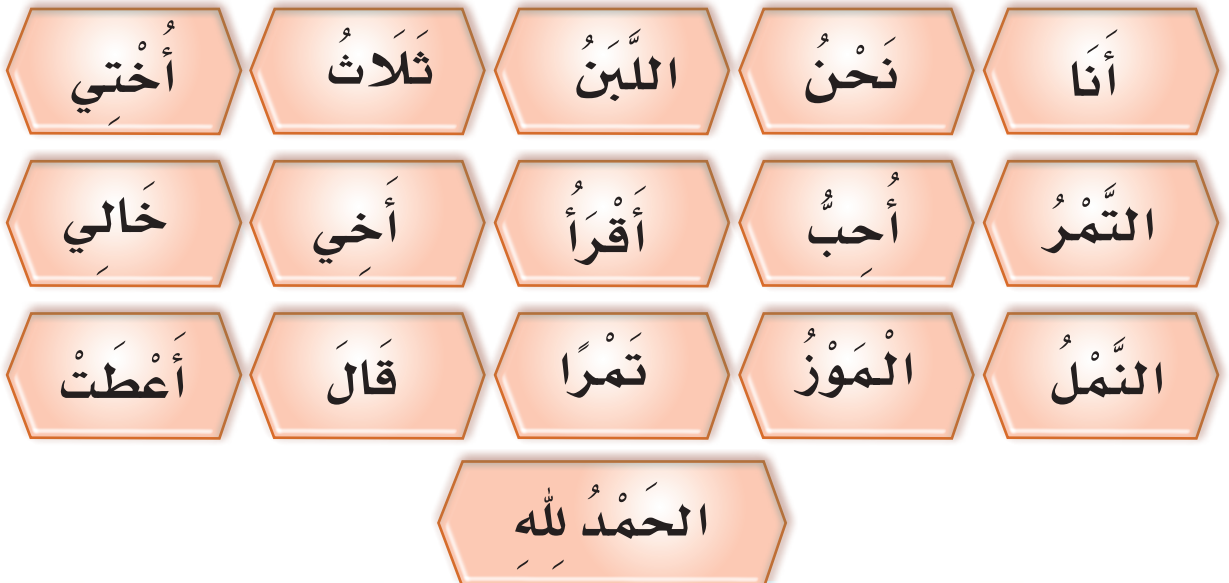 أَنَا نَحْنُ اللَّبَنُ ثَلَاثُ أُخْتِي
التَّمْرُ أُحِبُّ أَقْرَأُ أَخِي خَالِي
النَّمْلُ الْمَوْزُ تَمْرًا قَالَ أَعْطَتْ
الحَمْدُ لِلّٰهِ